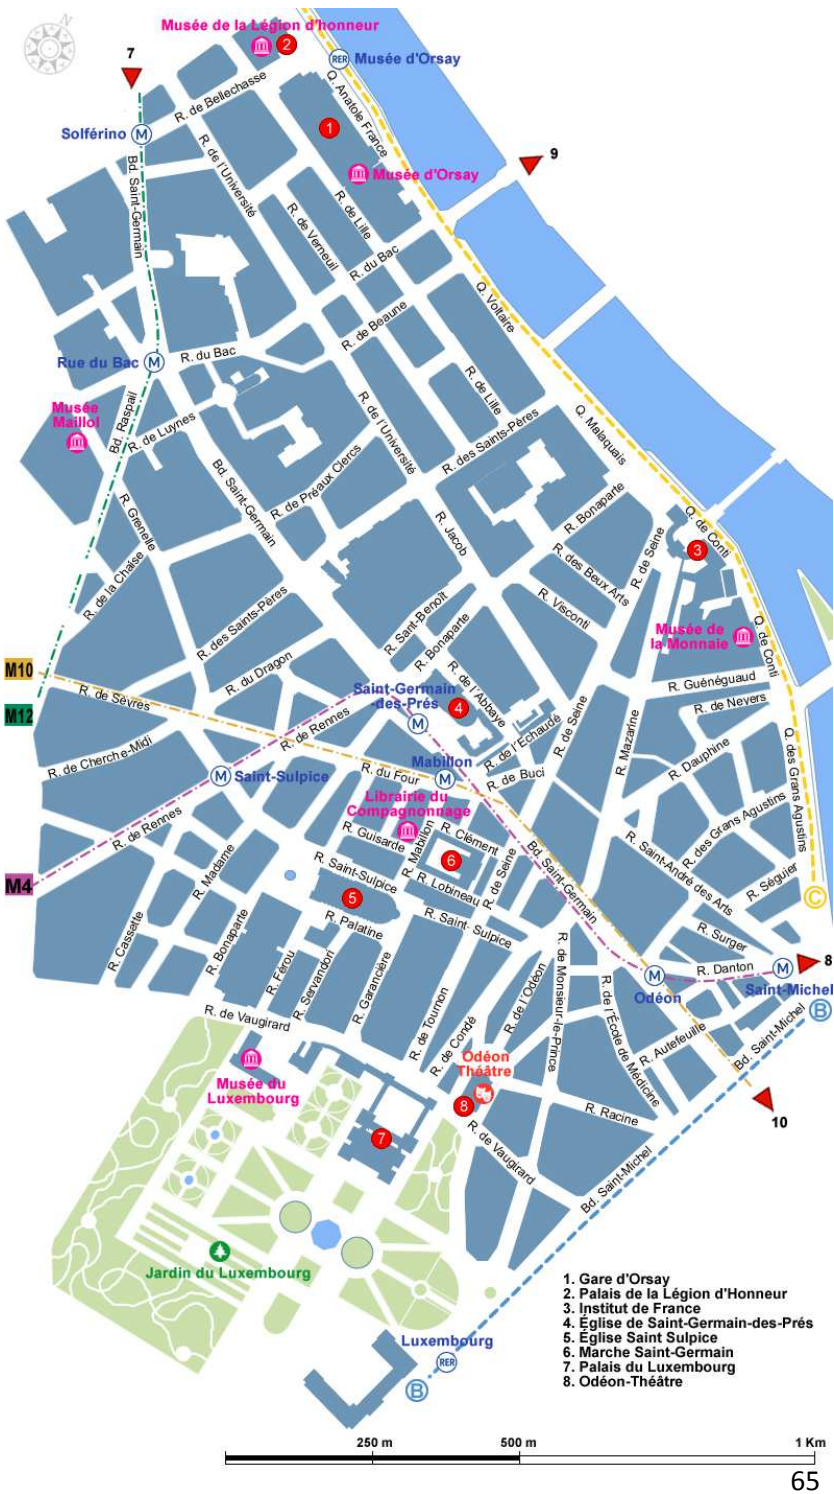 N
Musée de la Légion d'honneur
2
7
RER Musée d'Orsay
R. de Bellechasse
Q. Anatole France
Solférino M
1
9
Bd. Saint-Germain
R. de l'Université
Musée d'Orsay
R. de Lille
R. de Verneuil
R. du Bac
Q. Voltaire
R. de Beaune
Rue du Bac M
R. du Bac
R. de Lille
Musée
Maillol
Bd. Raspail
R. de Luynes
R. de l'Université
Q. Malaquais
R. des Saints-Pères
Bd. Saint-Germain
R. de Préaux Clercs
R. Grenelle
R. Jacob
R. Bonaparte
Q. de Conti
R. de Seine
3
R. des Beux Arts
R. de la Chaise
R. Visconti
R. des Saints-Pères
R. Sant-Benoît
R. Bonaparte
Musée de
la Monnaie
Q. de Conti
M10
R. du Dragon
R. de l'Abbaye
R. Guénéguaud
R. de Sèvres
Saint-Germain
-des-Prés
4
M
R. de Nevers
M12
R. de Rennes
R. de l'Echaudé
R. de Seine
R. Mazarine
R. Dauphine
Q. des Grans Agustins
R. de Cherche-Midi
M Saint-Sulpice
Mabillon
M
R. du Four
R. de Buci
Librairie du
Compagnonnage
R. des Grans Agustins
R. de Rennes
R. Guisarde
R. Mabillon
R. Clément
6
Bd. Saint-Germain
R. Saint-André des Arts
R. Madame
R. Saint-Sulpice
R. Lobineau
R. de Seine
R. Séguier
M4
5
C
R. Palatine
R. Saint- Sulpice
R. Surger
R. Cassette
R. Bonaparte
R. Férou
R. Servandori
R. Garancière
R. de Tournon
R. de Condé
R. de l'Odéon
R. de Monsieur-le-Prince
R. de l'École de Médicine
M
Odéon
R. Danton
M
8
Saint-Michel
B
R. de Vaugirard
R. Autefeuille
Bd. Saint-Michel
Musée du
Luxembourg
Odéon
Théâtre
8
10
7
R. Racine
R. de Vaugirard
Bd. Saint-Michel
Jardin du Luxembourg
Luxembourg
RER
B
1. Gare d'Orsay
2. Palais de la Légion d'Honneur
3. Institut de France
4. Église de Saint-Germain-des-Prés
5. Église Saint Sulpice
6. Marche Saint-Germain
7. Palais du Luxembourg
8. Odéon-Théâtre
250 m 500 m 1 Km
65